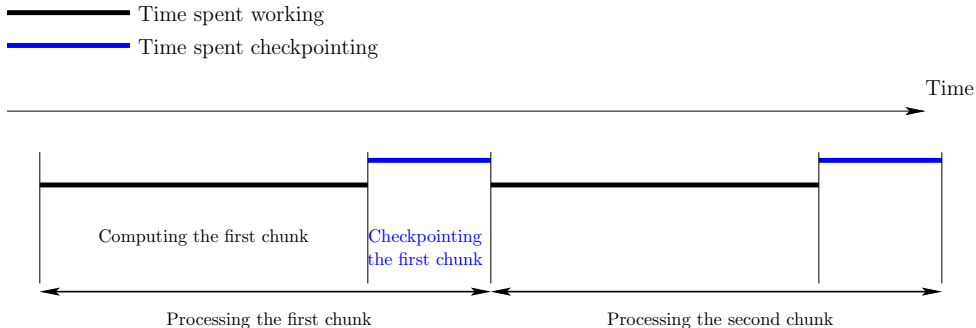 Time spent working
Time spent checkpointing
Time
Computing the first chunk
Checkpointing
the first chunk
Processing the first chunk
Processing the second chunk